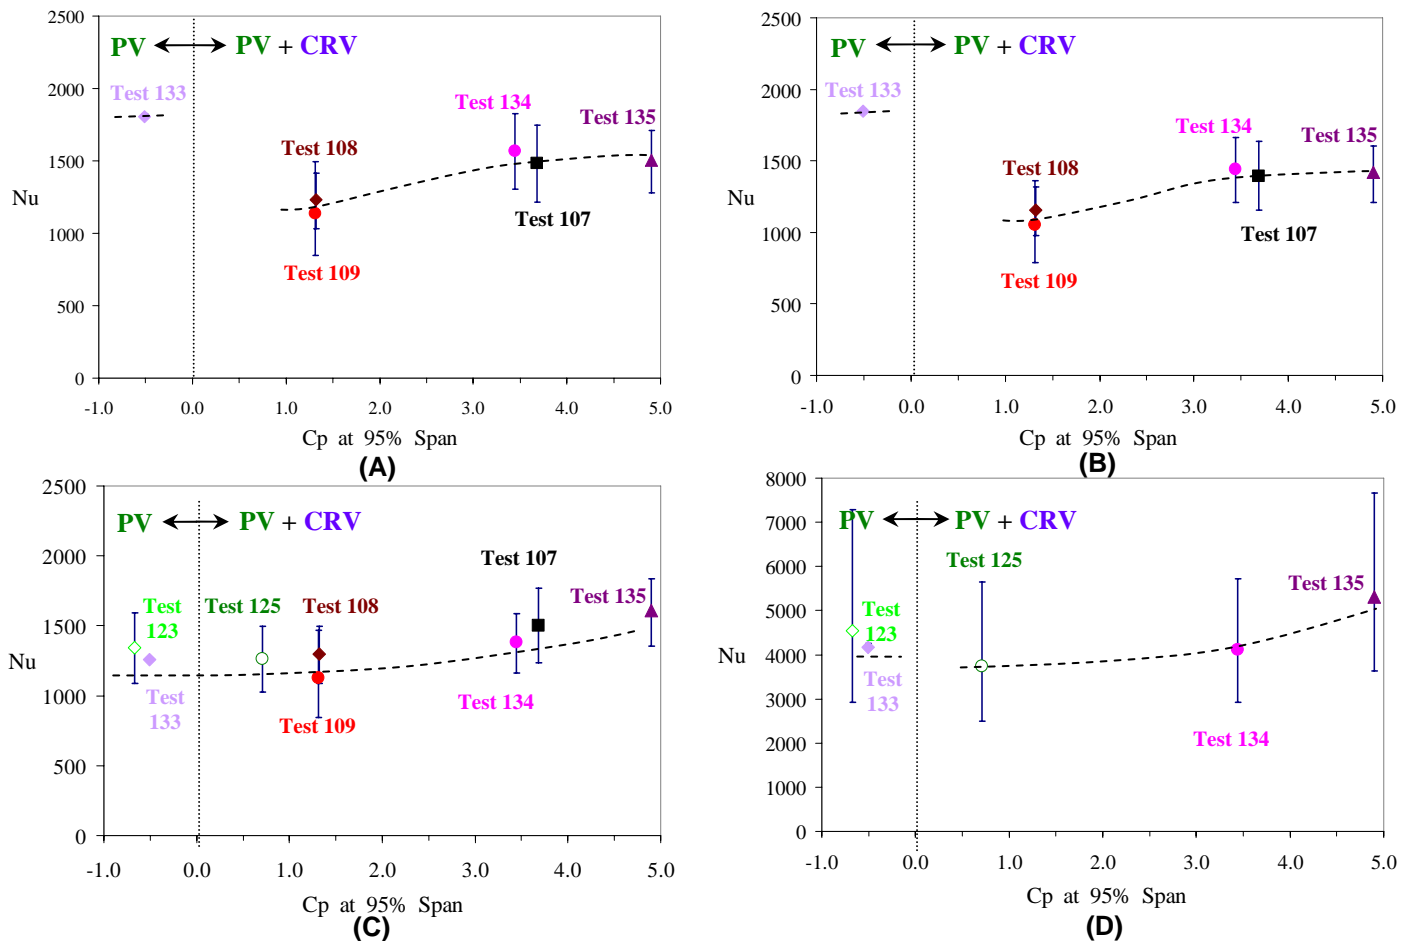 2500
PV PV + CRV
2000
Test 133
Test 134
Test 135
1500
Test 108
Nu
Test 107
1000
Test 109
500
0
-1.0 0.0 1.0 2.0 3.0 4.0 5.0
Cp at 95% Span
(A)
2500
PV PV + CRV
2000
Test 133
Test 134
Test 135
1500
Test 108
Nu
Test 107
1000
Test 109
500
0
-1.0 0.0 1.0 2.0 3.0 4.0 5.0
Cp at 95% Span
(B)
2500
PV PV + CRV
2000
Test 107
Test
123
Test 125
Test 108
Test 135
1500
Nu
Test
133
Test 134
1000
Test 109
500
0
-1.0 0.0 1.0 2.0 3.0 4.0 5.0
Cp at 95% Span
(C)
8000
PV PV + CRV
7000
Test 125
6000
Test 135
Test
123
5000
4000
Nu
Test
133
3000
Test 134
2000
1000
0
-1.0 0.0 1.0 2.0 3.0 4.0 5.0
Cp at 95% Span
(D)